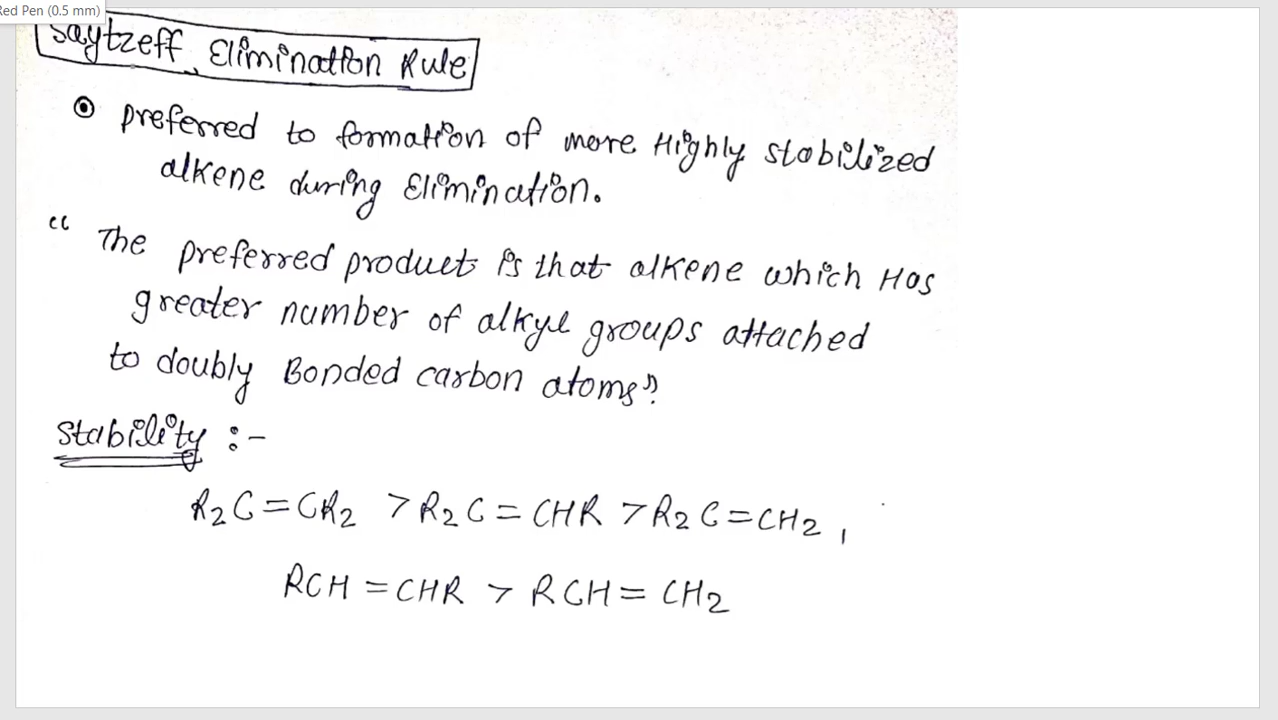 Red Pen (0.5 mm)
Saytzeff Elimination Rule
preferred to formation of more Highly stabilized
alkene during Elimination.
“ The preferred product is that alkene which Has
greater number of alkyl groups attached
to doubly Bonded carbon atoms”
Stability :-
R₂C=CR₂ > R₂C=CHR > R₂C=CH₂ ,
RCH=CHR > RCH=CH₂